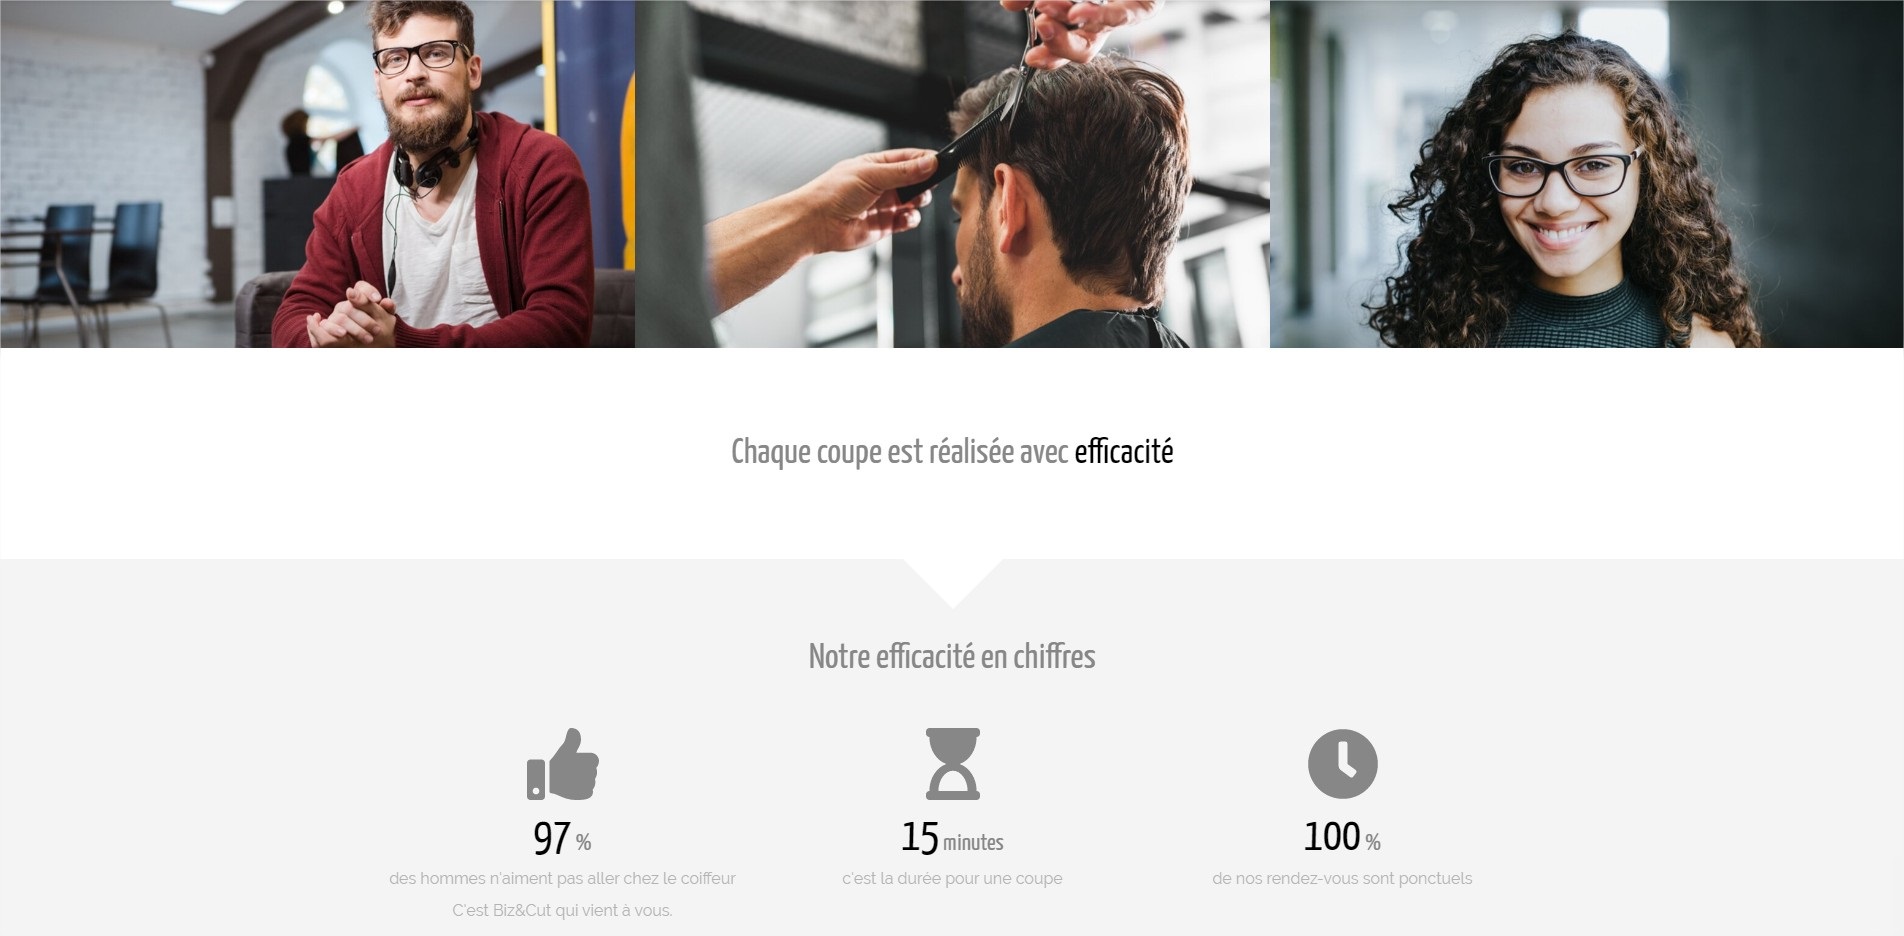 Chaque coupe est réalisée avec efficacité
Notre efficacité en chiffres
97 %
des hommes n'aiment pas aller chez le coiffeur
C'est Biz&Cut qui vient à vous.
15 minutes
c'est la durée pour une coupe
100 %
de nos rendez-vous sont ponctuels